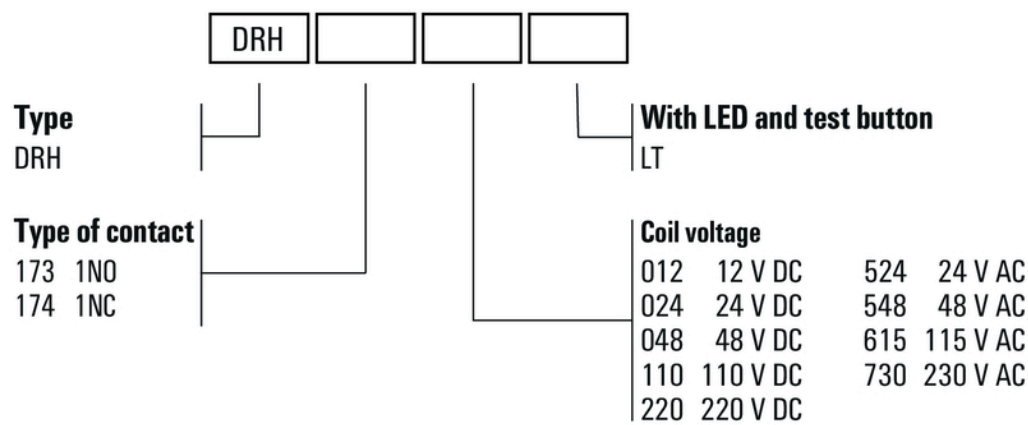 DRH
Type
DRH
With LED and test button
LT
Type of contact
173 1NO
174 1NC
Coil voltage
012 12 V DC 524 24 V AC
024 24 V DC 548 48 V AC
048 48 V DC 615 115 V AC
110 110 V DC 730 230 V AC
220 220 V DC